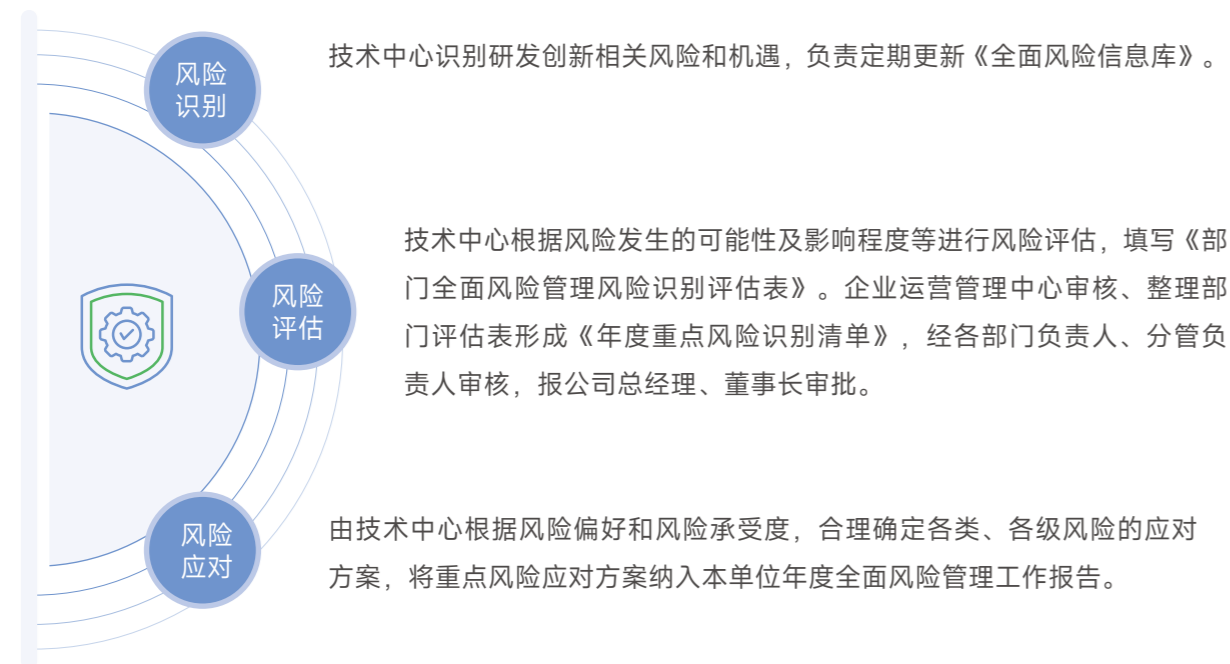 风险
识别
技术中心识别研发创新相关风险和机遇，负责定期更新《全面风险信息库》。
风险
评估
技术中心根据风险发生的可能性及影响程度等进行风险评估，填写《部
门全面风险管理风险识别评估表》。企业运营管理中心审核、整理部
门评估表形成《年度重点风险识别清单》，经各部门负责人、分管负
责人审核，报公司总经理、董事长审批。
风险
应对
由技术中心根据风险偏好和风险承受度，合理确定各类、各级风险的应对
方案，将重点风险应对方案纳入本单位年度全面风险管理工作报告。